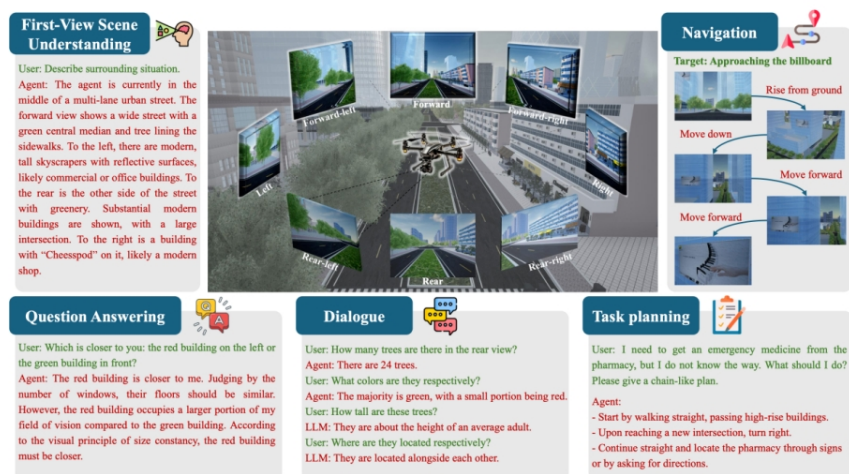 First-View Scene
Understanding
User: Describe surrounding situation.
Agent: The agent is currently in the
middle of a multi-lane urban street. The
forward view shows a wide street with a
green central median and tree lining the
sidewalks. To the left, there are modern,
tall skyscrapers with reflective surfaces,
likely commercial or office buildings. To
the rear is the other side of the street
with greenery. Substantial modern
buildings are shown, with a large
intersection. To the right is a building
with “Cheesspod” on it, likely a modern
shop.
Forward-left
Forward
Forward-right
Left
Right
Rear-left
Rear
Rear-right
Navigation
Target: Approaching the billboard
Rise from ground
Move down
Move forward
Move forward
Question Answering
Q
A
User: Which is closer to you: the red building on the left or
the green building in front?
Agent: The red building is closer to me. Judging by the
number of windows, their floors should be similar.
However, the red building occupies a larger portion of my
field of vision compared to the green building. According
to the visual principle of size constancy, the red building
must be closer.
Dialogue
User: How many trees are there in the rear view?
Agent: There are 24 trees.
User: What colors are they respectively?
Agent: The majority is green, with a small portion being red.
User: How tall are these trees?
LLM: They are about the height of an average adult.
User: Where are they located respectively?
LLM: They are located alongside each other.
Task planning
User: I need to get an emergency medicine from the
pharmacy, but I do not know the way. What should I do?
Please give a chain-like plan.
Agent:
- Start by walking straight, passing high-rise buildings.
- Upon reaching a new intersection, turn right.
- Continue straight and locate the pharmacy through signs
or by asking for directions.